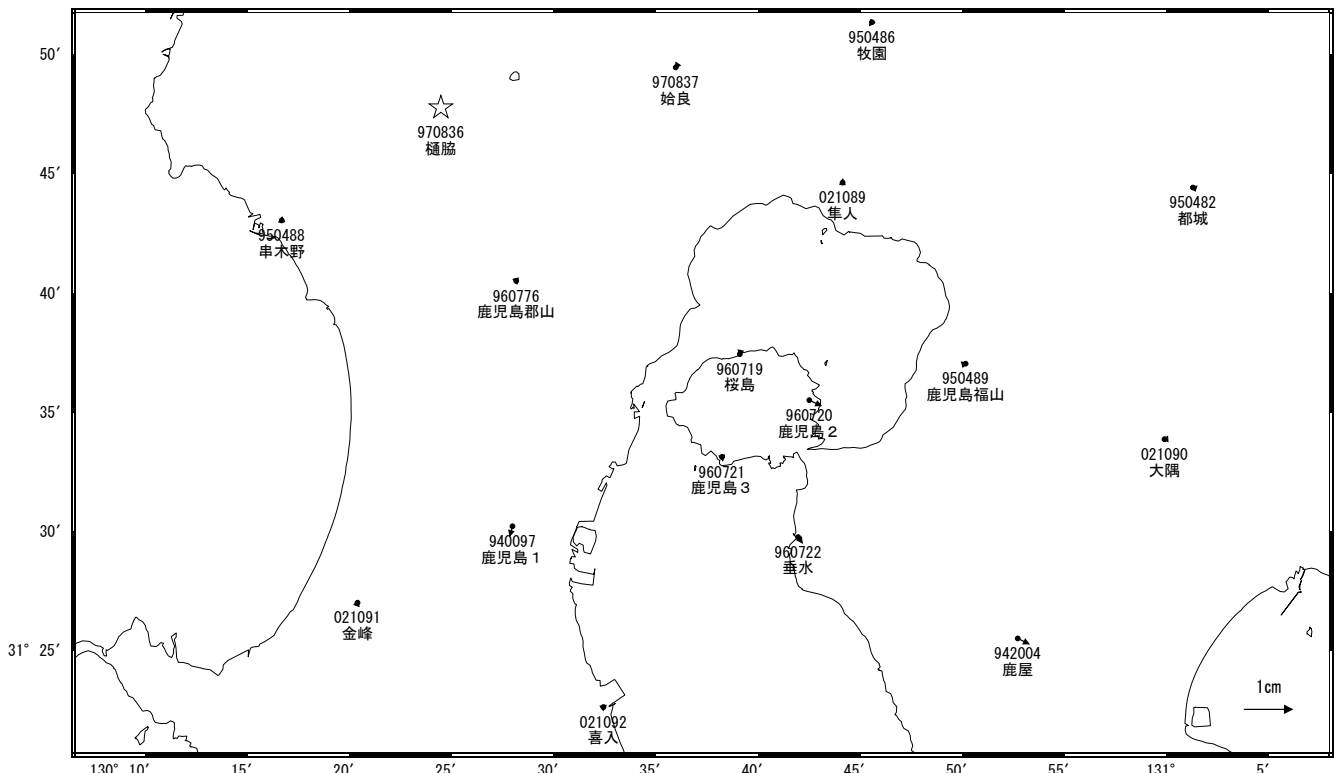 50′
950486
牧園
970837
姶良
970836
樋脇
45′
021089
隼人
950482
都城
950488
串木野
40′
960776
鹿児島郡山
960719
桜島
950489
鹿児島福山
35′
960720
鹿児島２
021090
大隅
960721
鹿児島３
30′
940097
鹿児島１
960722
垂水
021091
金峰
31° 25′
942004
鹿屋
1cm
021092
喜入
130° 10′ 15′ 20′ 25′ 30′ 35′ 40′ 45′ 50′ 55′ 131° 5′